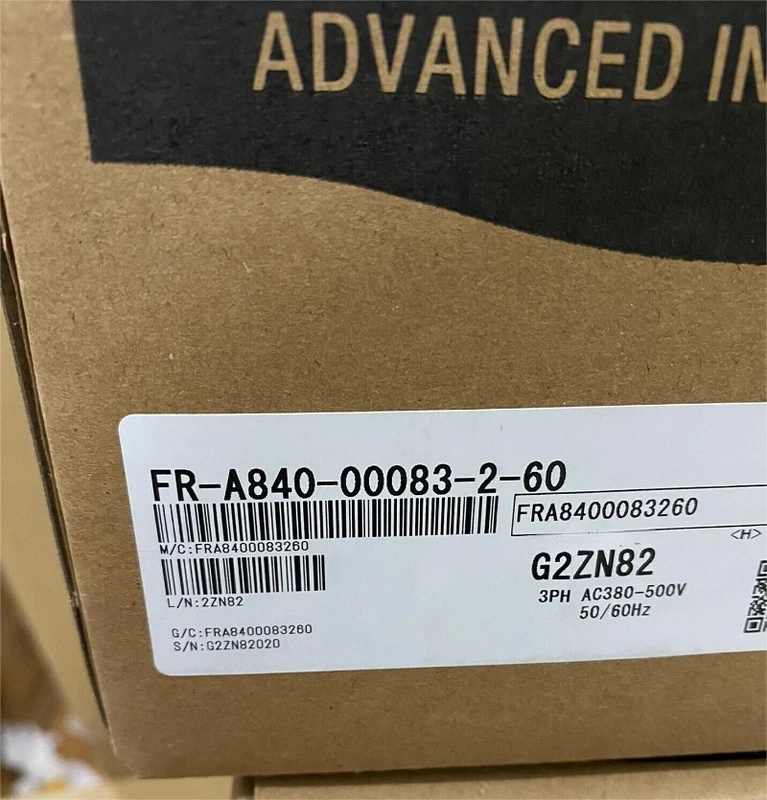 ADVANCED IN
FR-A840-00083-2-60
FRA8400083260
<H>
M/C:FRA8400083260
G2ZN82
3PH AC380-500V
50/60Hz
L/N:2ZN82
G/C:FRA8400083260
S/N:G2ZN82020